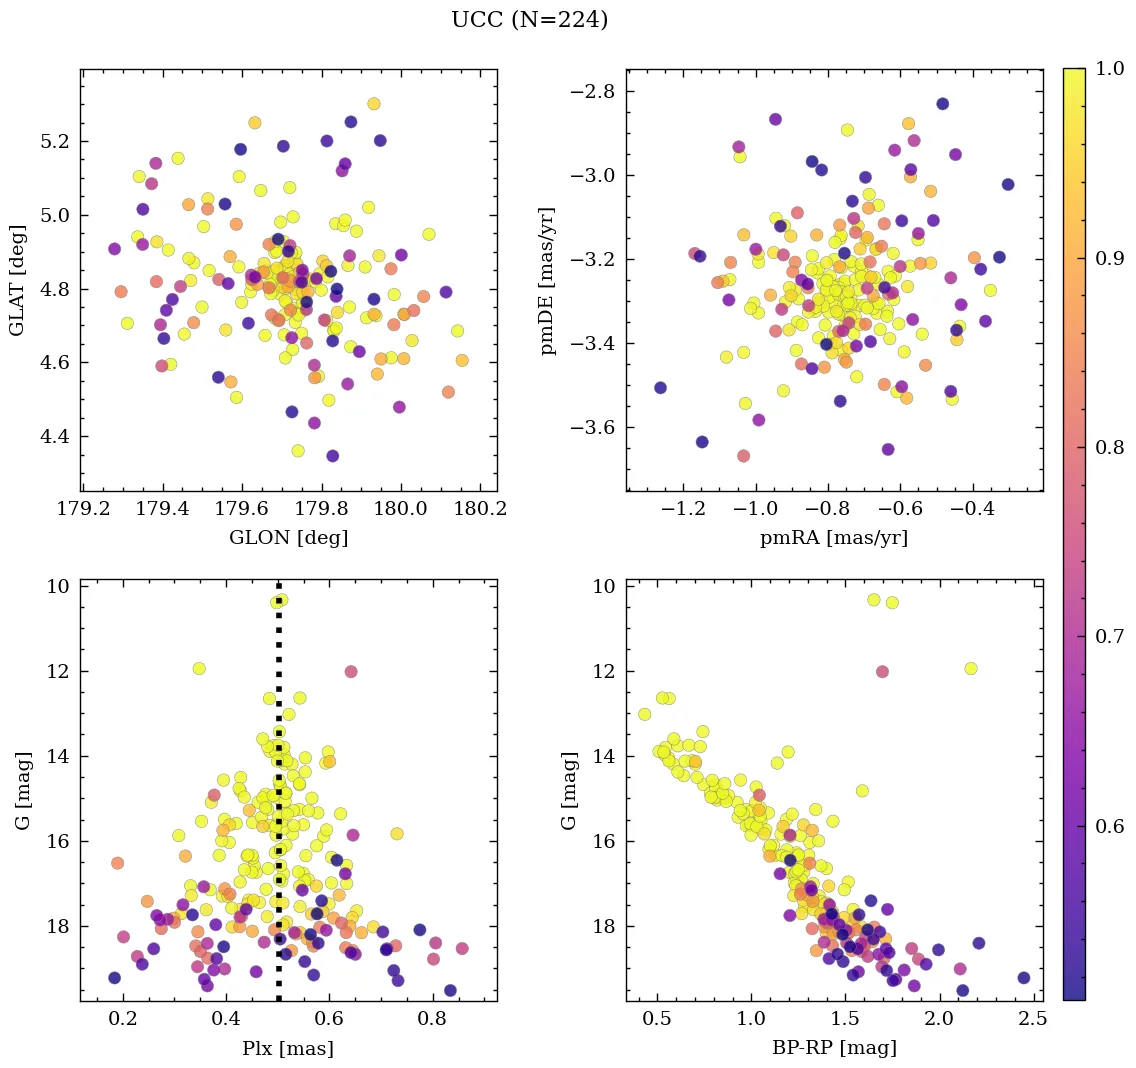 UCC (N=224)
5.2
5.0
4.8
4.6
4.4
GLAT [deg]
179.2 179.4 179.6 179.8 180.0 180.2
GLON [deg]
−2.8
−3.0
−3.2
−3.4
−3.6
pmDE [mas/yr]
−1.2 −1.0 −0.8 −0.6 −0.4
pmRA [mas/yr]
10
12
14
16
18
G [mag]
0.2 0.4 0.6 0.8
Plx [mas]
10
12
14
16
18
G [mag]
0.5 1.0 1.5 2.0 2.5
BP-RP [mag]
1.0
0.9
0.8
0.7
0.6